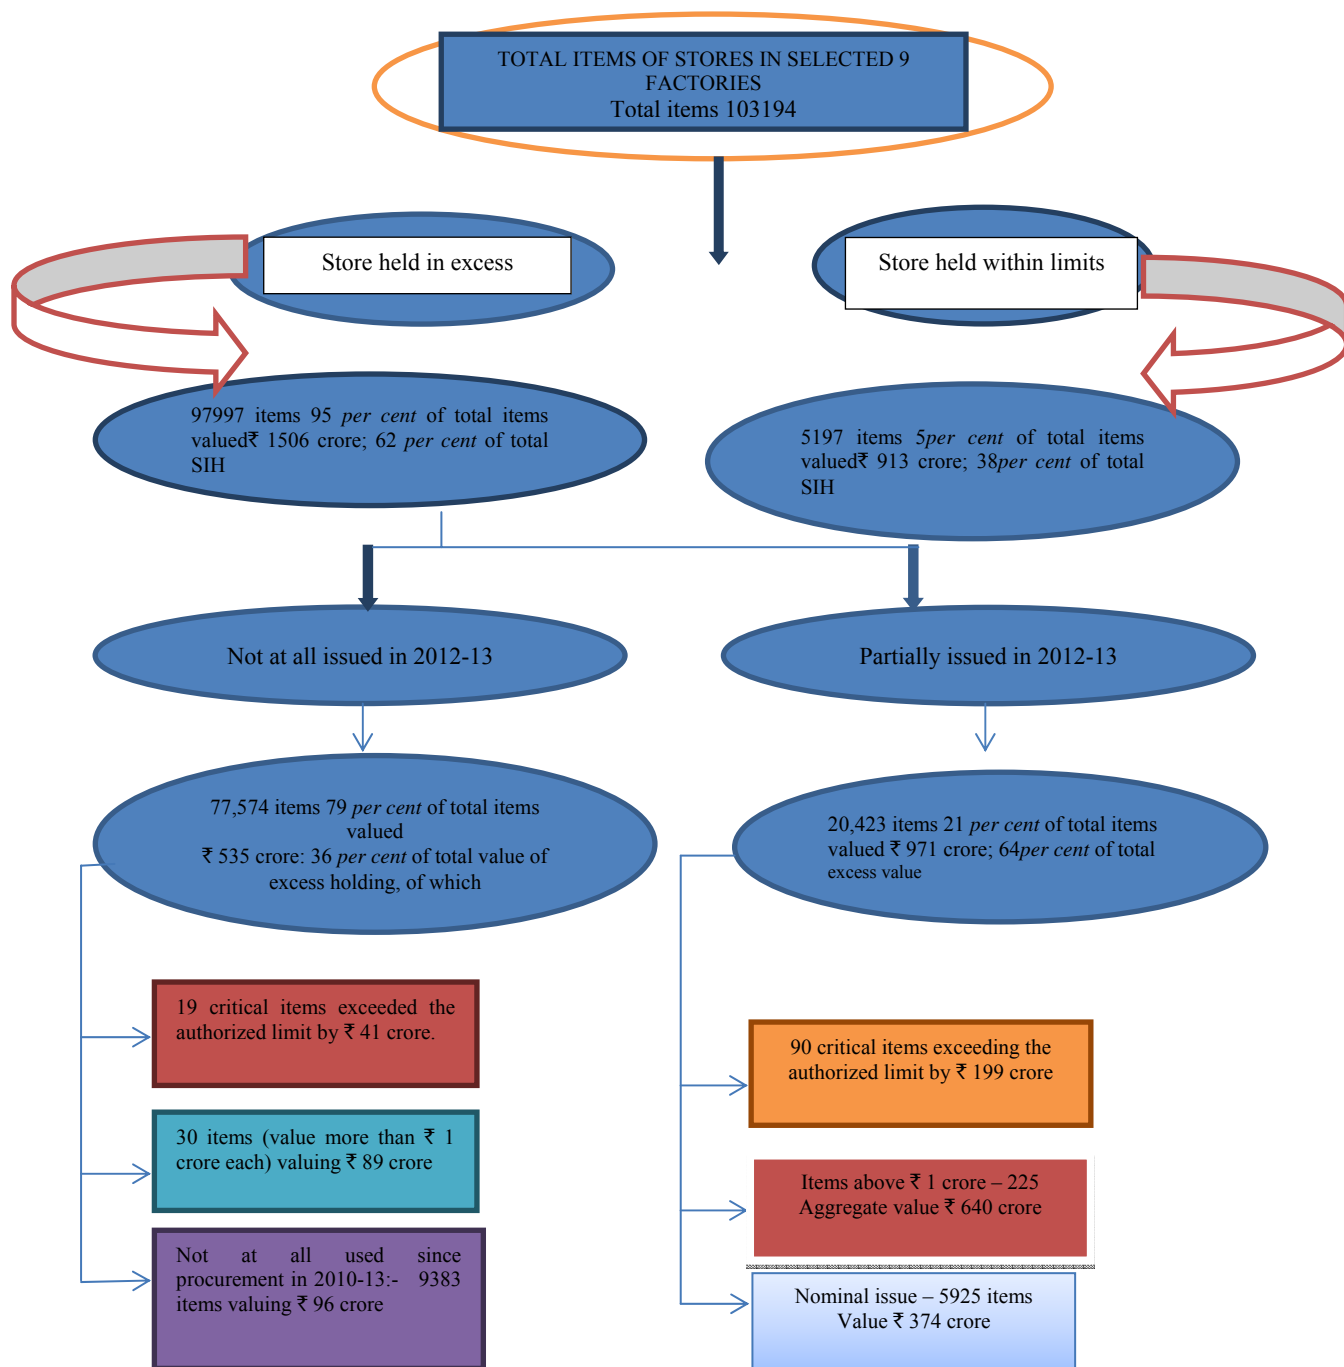 TOTAL ITEMS OF STORES IN SELECTED 9
FACTORIES
Total items 103194
Store held in excess
Store held within limits
97997 items 95 per cent of total items
valued₹ 1506 crore; 62 per cent of total
SIH
5197 items 5per cent of total items
valued₹ 913 crore; 38per cent of total
SIH
Not at all issued in 2012-13
Partially issued in 2012-13
77,574 items 79 per cent of total items
valued
₹ 535 crore: 36 per cent of total value of
excess holding, of which
20,423 items 21 per cent of total items
valued ₹ 971 crore; 64per cent of total
excess value
19 critical items exceeded the
authorized limit by ₹ 41 crore.
30 items (value more than ₹ 1
crore each) valuing ₹ 89 crore
Not at all used since
procurement in 2010-13:- 9383
items valuing ₹ 96 crore
90 critical items exceeding the
authorized limit by ₹ 199 crore
Items above ₹ 1 crore – 225
Aggregate value ₹ 640 crore
Nominal issue – 5925 items
Value ₹ 374 crore